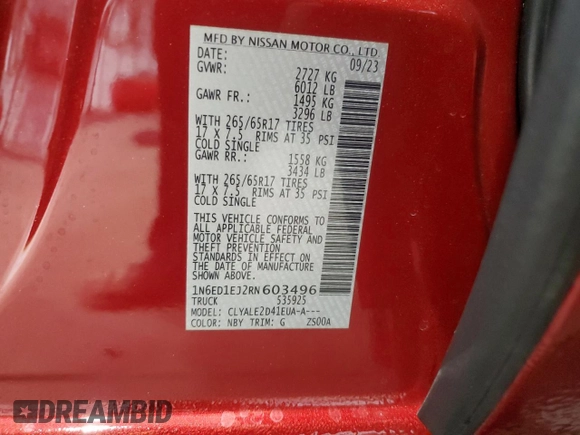 MFD BY NISSAN MOTOR CO., LTD.
DATE: 09/23
GVWR: 2727 KG
6012 LB
GAWR FR.: 1495 KG
3296 LB
WITH 265/65R17 TIRES
17 X 7.5 RIMS AT 35 PSI
COLD SINGLE
GAWR RR.: 1558 KG
3434 LB
WITH 265/65R17 TIRES
17 X 7.5 RIMS AT 35 PSI
COLD SINGLE
THIS VEHICLE CONFORMS TO
ALL APPLICABLE FEDERAL
MOTOR VEHICLE SAFETY AND
THEFT PREVENTION
STANDARDS IN EFFECT ON
THE DATE OF MANUFACTURE
SHOWN ABOVE.
1N6ED1EJ2RN603496
TRUCK S35925
MODEL: CLYALE2D41EUA-A---
COLOR: NBY TRIM: G ZS00A
DREAMBID